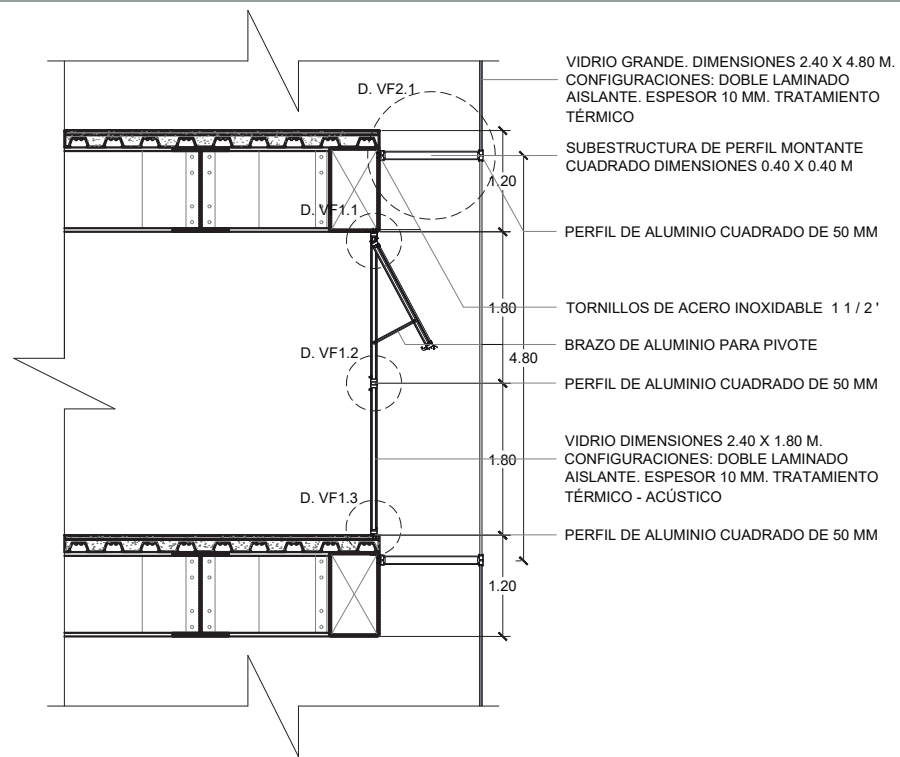 VIDRIO GRANDE. DIMENSIONES 2.40 X 4.80 M.
CONFIGURACIONES: DOBLE LAMINADO
AISLANTE. ESPESOR 10 MM. TRATAMIENTO
TÉRMICO
D. VF2.1
SUBESTRUCTURA DE PERFIL MONTANTE
CUADRADO DIMENSIONES 0.40 X 0.40 M
1.20
D. VF1.1
PERFIL DE ALUMINIO CUADRADO DE 50 MM
1.80
TORNILLOS DE ACERO INOXIDABLE 1 1 / 2 '
BRAZO DE ALUMINIO PARA PIVOTE
D. VF1.2
4.80
PERFIL DE ALUMINIO CUADRADO DE 50 MM
VIDRIO DIMENSIONES 2.40 X 1.80 M.
CONFIGURACIONES: DOBLE LAMINADO
AISLANTE. ESPESOR 10 MM. TRATAMIENTO
TÉRMICO - ACÚSTICO
1.80
D. VF1.3
PERFIL DE ALUMINIO CUADRADO DE 50 MM
1.20